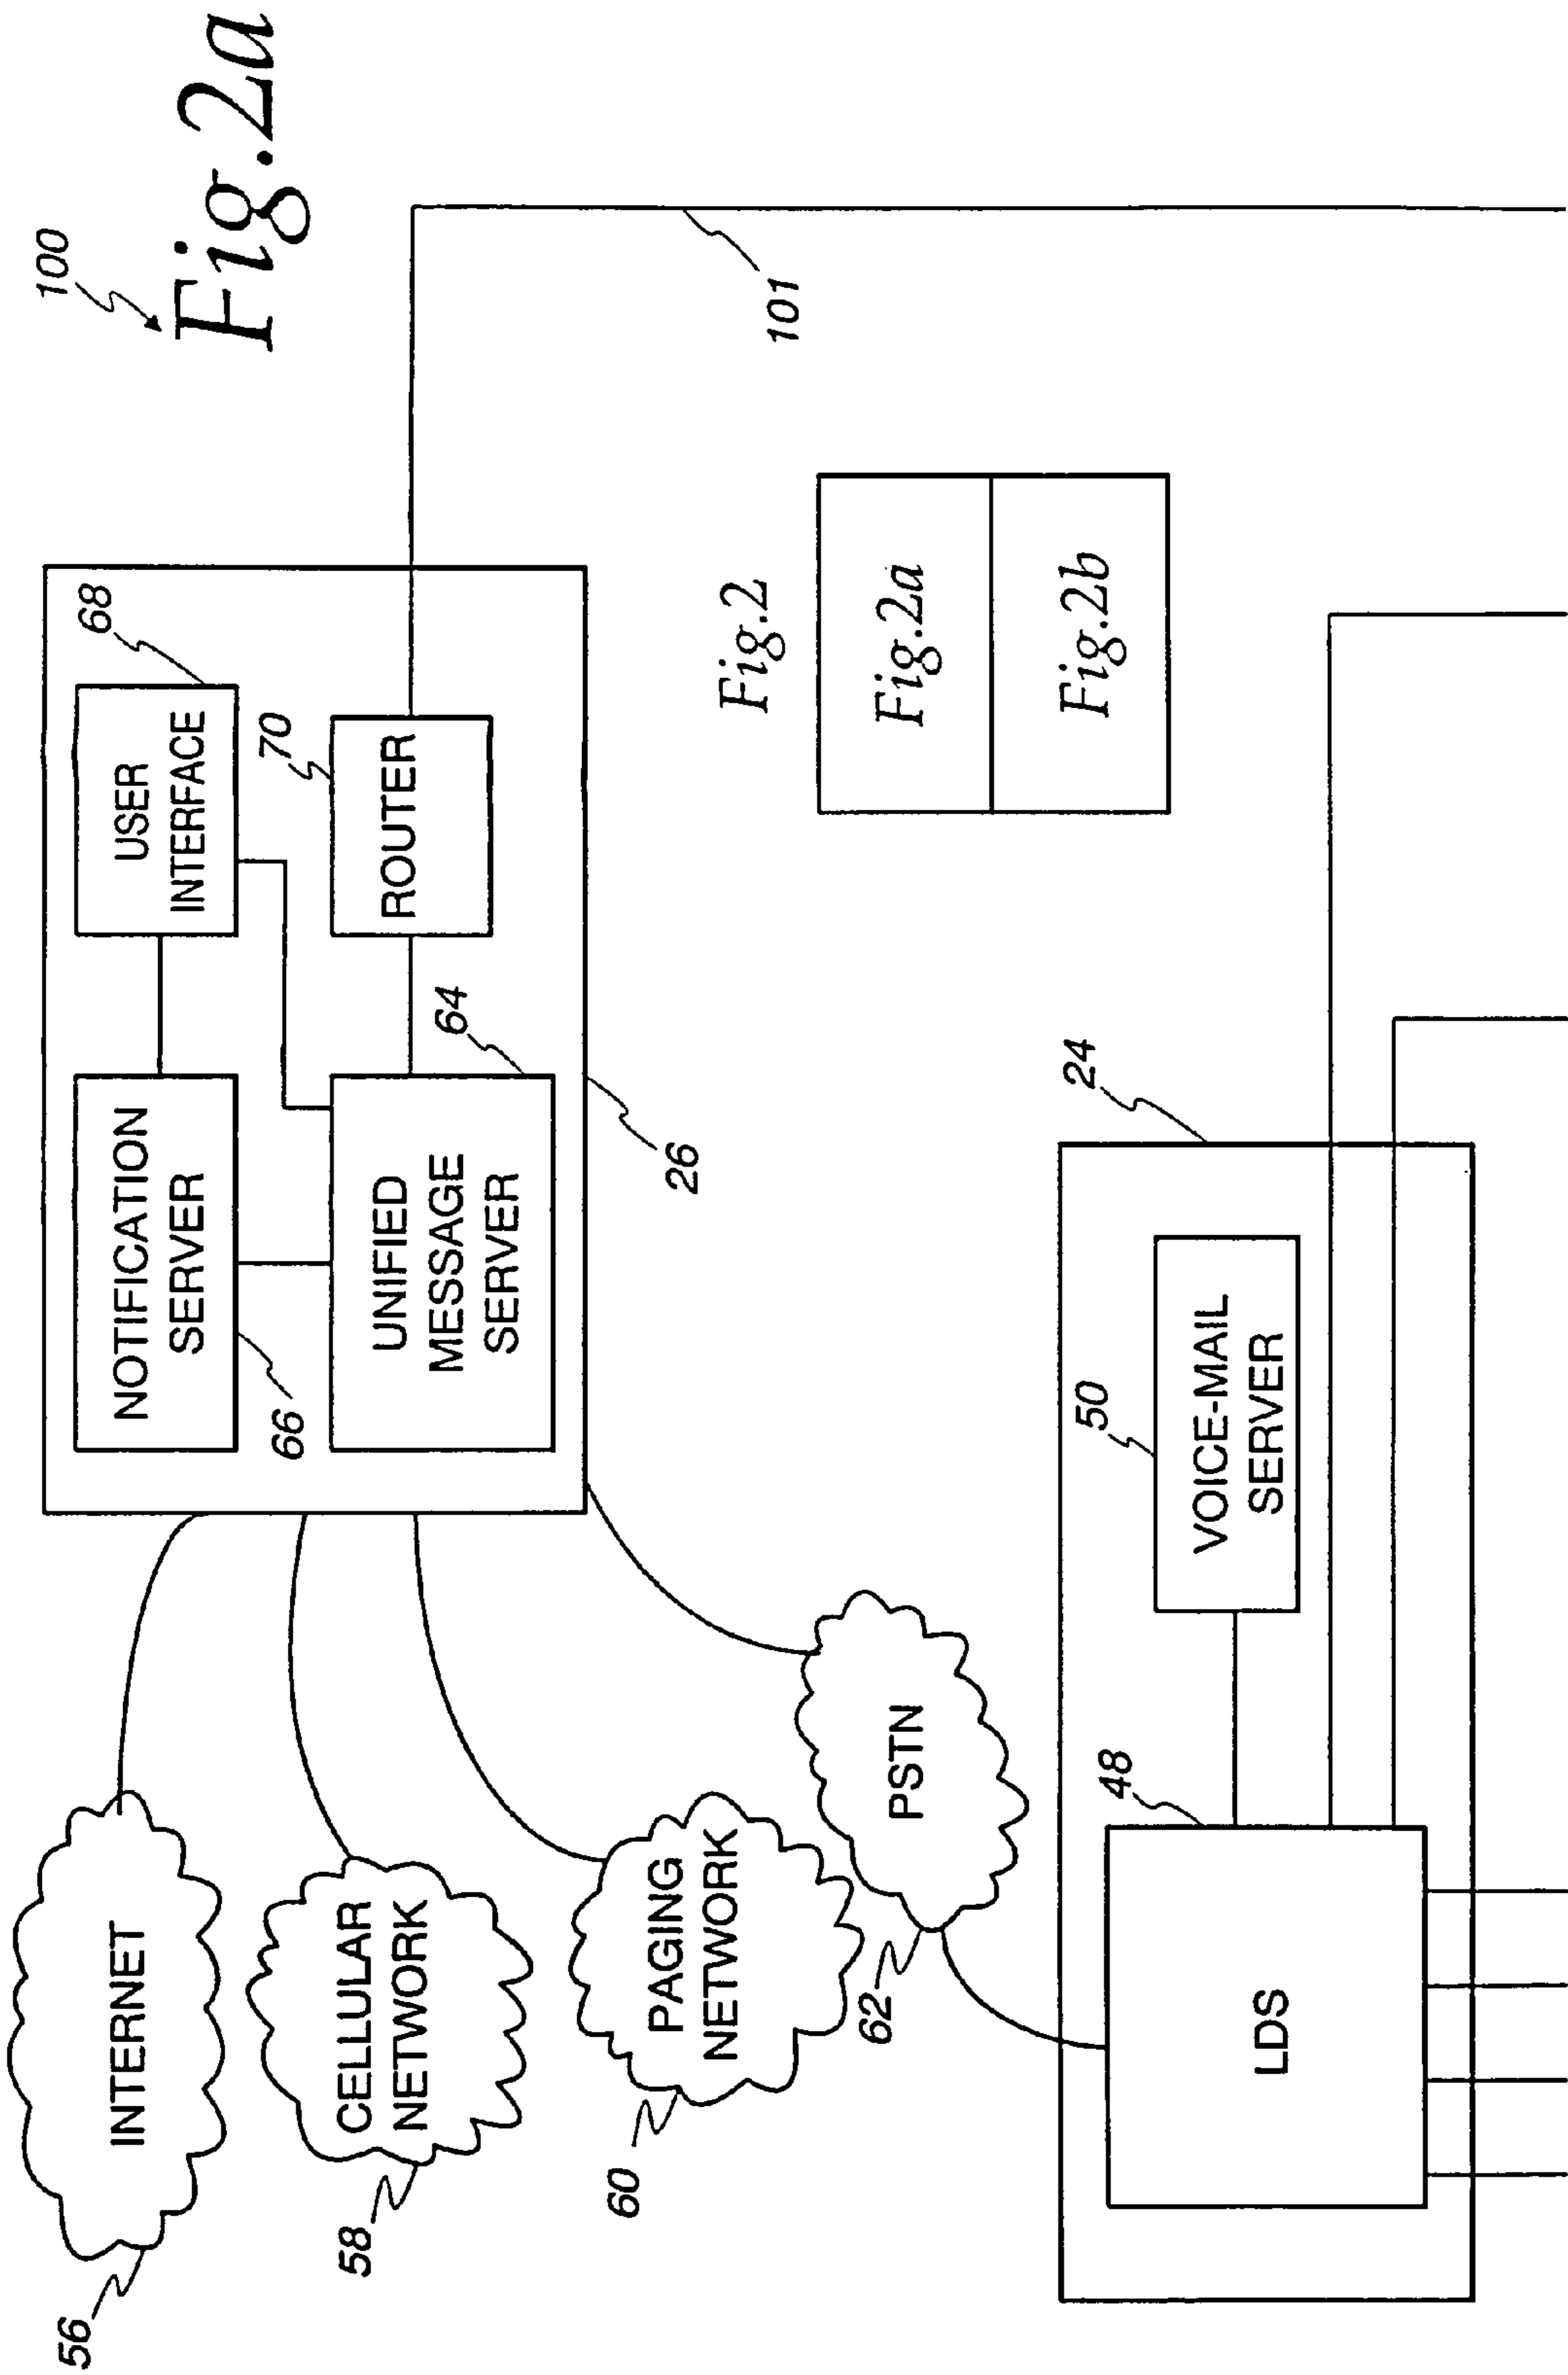 100
Fig.2a
INTERNET
56
CELLULAR
NETWORK
58
PAGING
NETWORK
60
PSTN
62
NOTIFICATION
SERVER
66
USER
INTERFACE
68
UNIFIED
MESSAGE
SERVER
64
ROUTER
70
26
101
Fig.2
Fig.2a
Fig.2b
24
LDS
48
VOICE-MAIL
SERVER
50